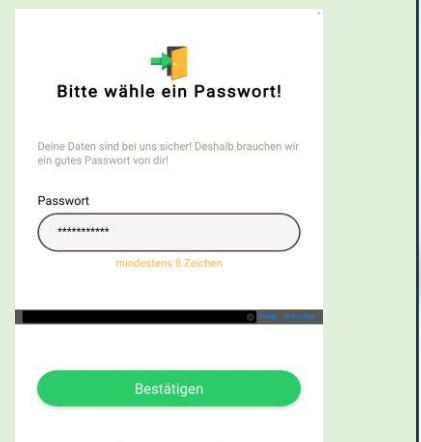 Bitte wähle ein Passwort!
Deine Daten sind bei uns sicher! Deshalb brauchen wir
ein gutes Passwort von dir!
Passwort
***********
mindestens 8 Zeichen
Bestätigen